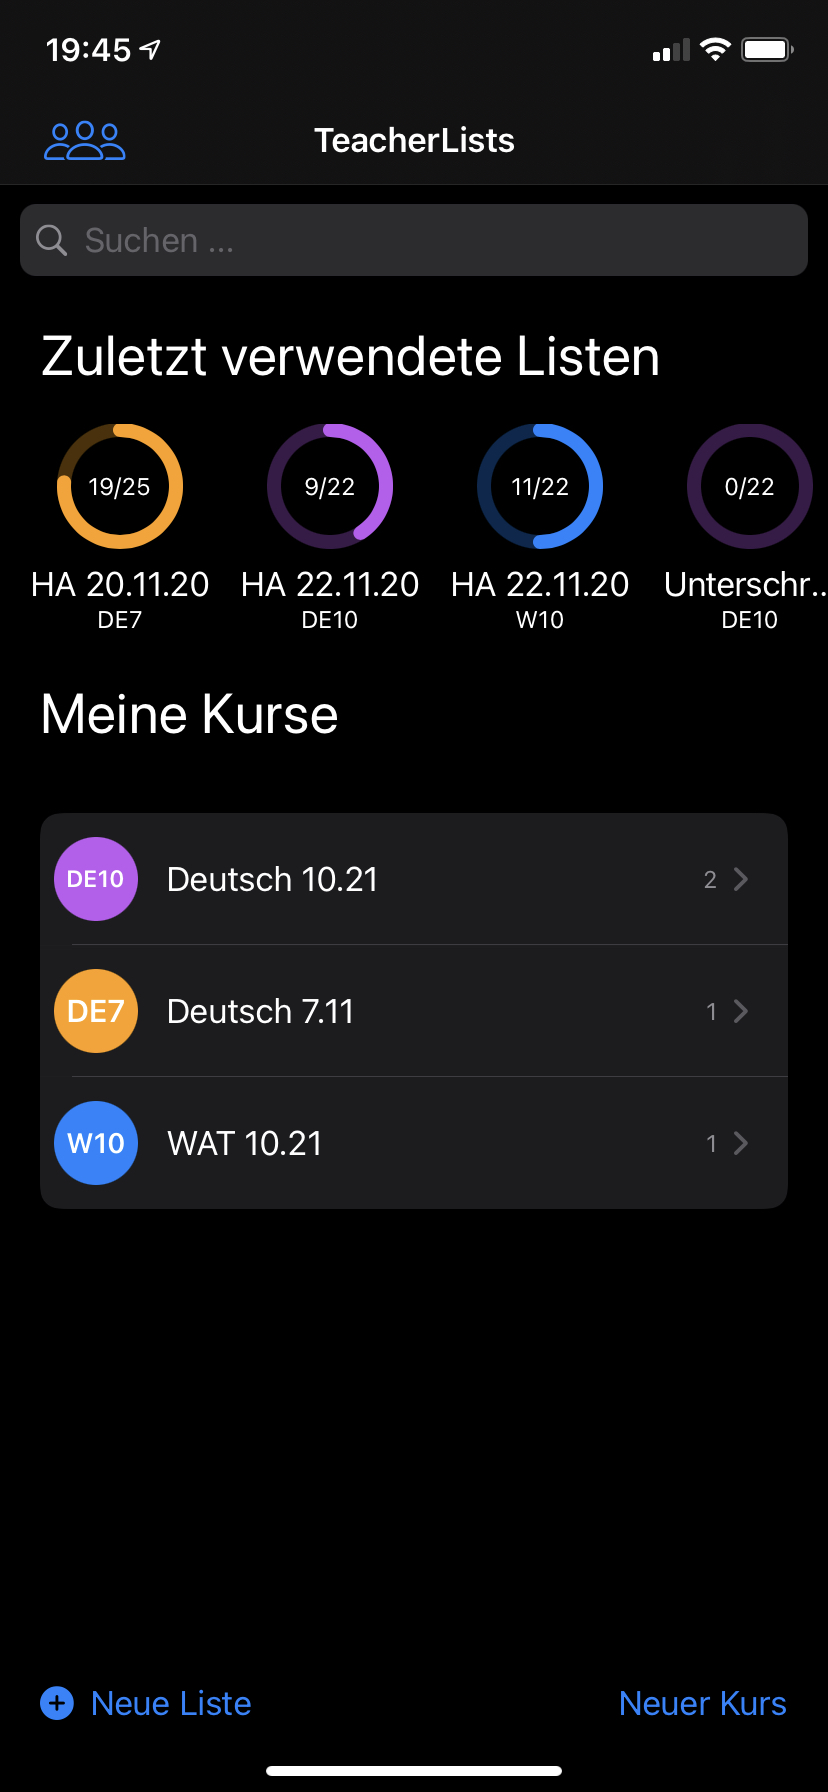 19:45
TeacherLists
Suchen ...
Zuletzt verwendete Listen
19/25 9/22 11/22 0/22
HA 20.11.20 HA 22.11.20 HA 22.11.20 Unterschr...
DE7 DE10 W10 DE10
Meine Kurse
DE10 Deutsch 10.21 2
DE7 Deutsch 7.11 1
W10 WAT 10.21 1
Neue Liste Neuer Kurs